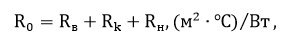 R₀ = Rв + Rk + Rн, (м² · °C)/Вт,